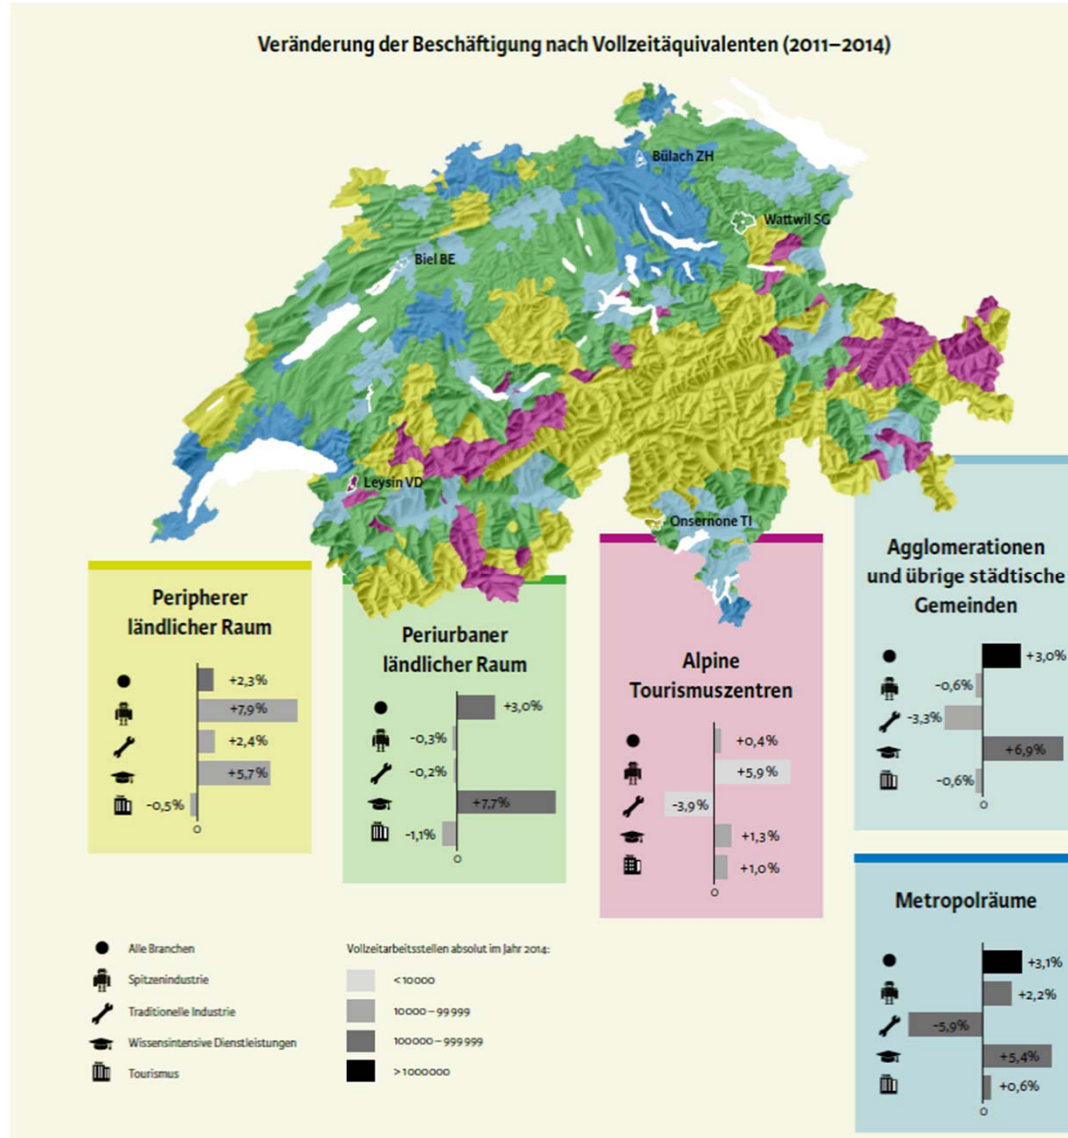 Veränderung der Beschäftigung nach Vollzeitäquivalenten (2011–2014)
Bülach ZH
Wattwil SG
Biel BE
Leysin VD
Onsernone TI
Peripherer
ländlicher Raum
+2,3%
+7,9%
+2,4%
+5,7%
-0,5%
0
Periurbaner
ländlicher Raum
+3,0%
-0,3%
-0,2%
+7,7%
-1,1%
0
Alpine
Tourismuszentren
+0,4%
+5,9%
-3,9%
+1,3%
+1,0%
0
Agglomerationen
und übrige städtische
Gemeinden
+3,0%
-0,6%
-3,3%
+6,9%
-0,6%
0
Metropolräume
+3,1%
+2,2%
-5,9%
+5,4%
+0,6%
0
Alle Branchen
Spitzenindustrie
Traditionelle Industrie
Wissensintensive Dienstleistungen
Tourismus
Vollzeitarbeitsstellen absolut im Jahr 2014:
<10000
10000–99999
100000–999999
>1000000